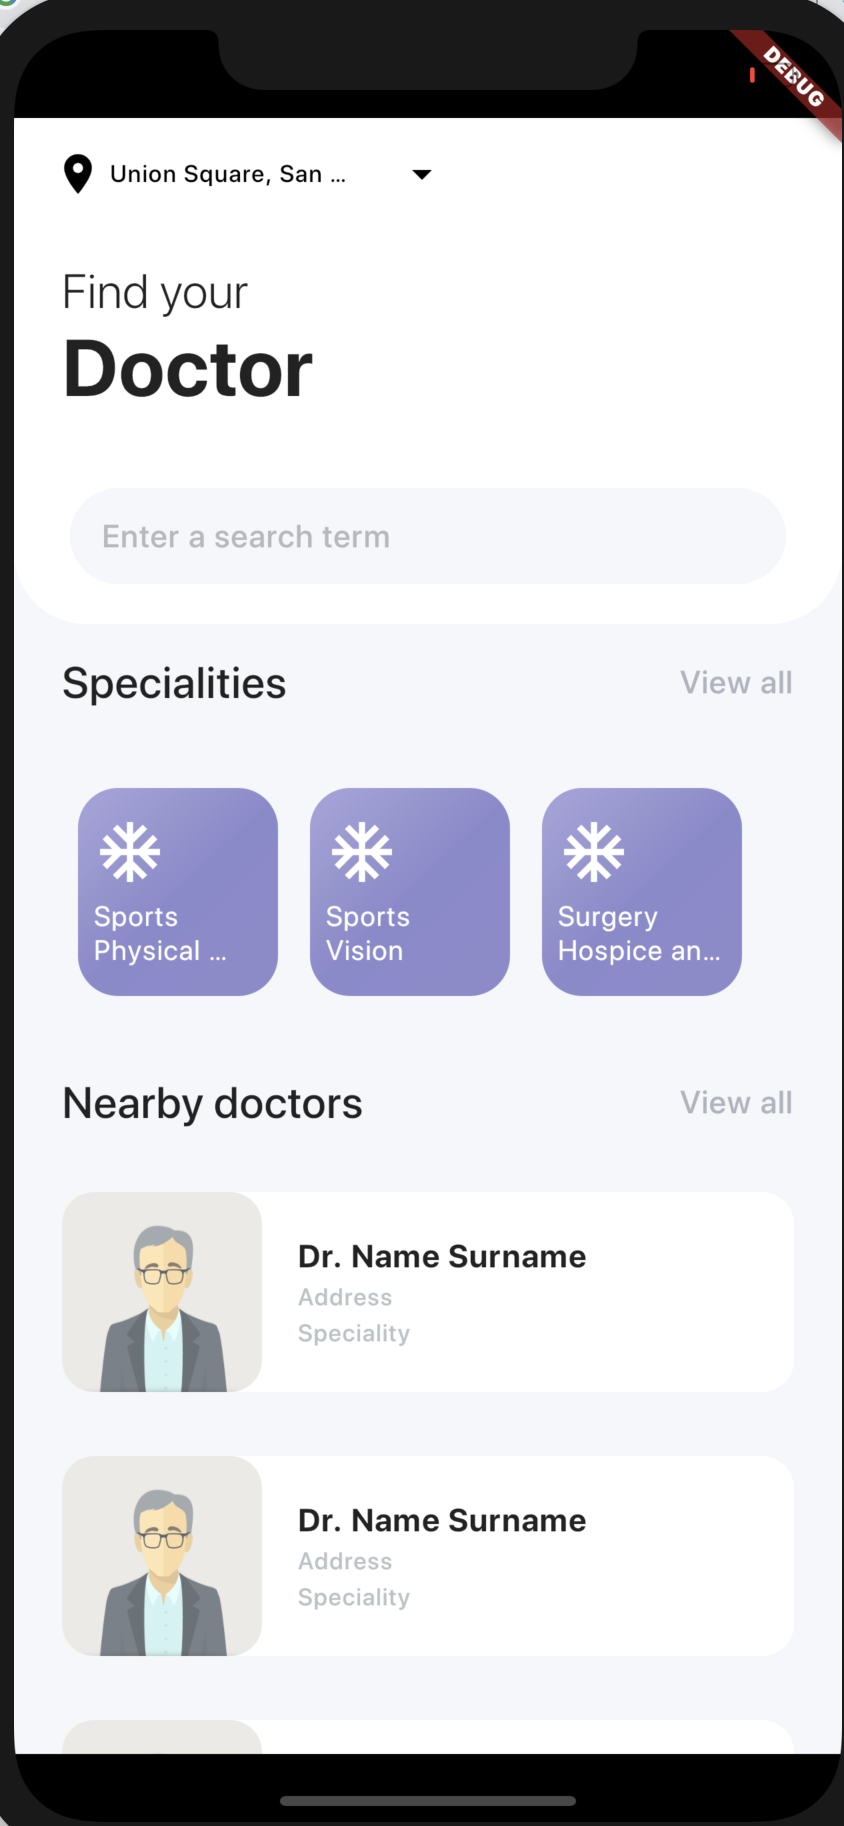 DEBUG
Union Square, San ...
Find your
Doctor
Enter a search term
Specialities
View all
Sports
Physical ...
Sports
Vision
Surgery
Hospice an...
Nearby doctors
View all
Dr. Name Surname
Address
Speciality
Dr. Name Surname
Address
Speciality